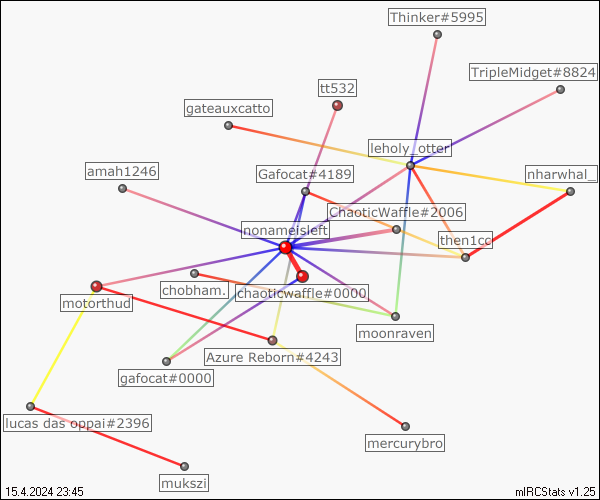 Thinker#5995
TripleMidget#8824
tt532
gateauxcatto
leholy_otter
amah1246
Gafocat#4189
nharwhal_
ChaoticWaffle#2006
nonameisleft
then1cc
chobham.
chaoticwaffle#0000
motorthud
moonraven
Azure Reborn#4243
gafocat#0000
lucas das oppai#2396
mercurybro
mukszi
15.4.2024 23:45
mIRCStats v1.25